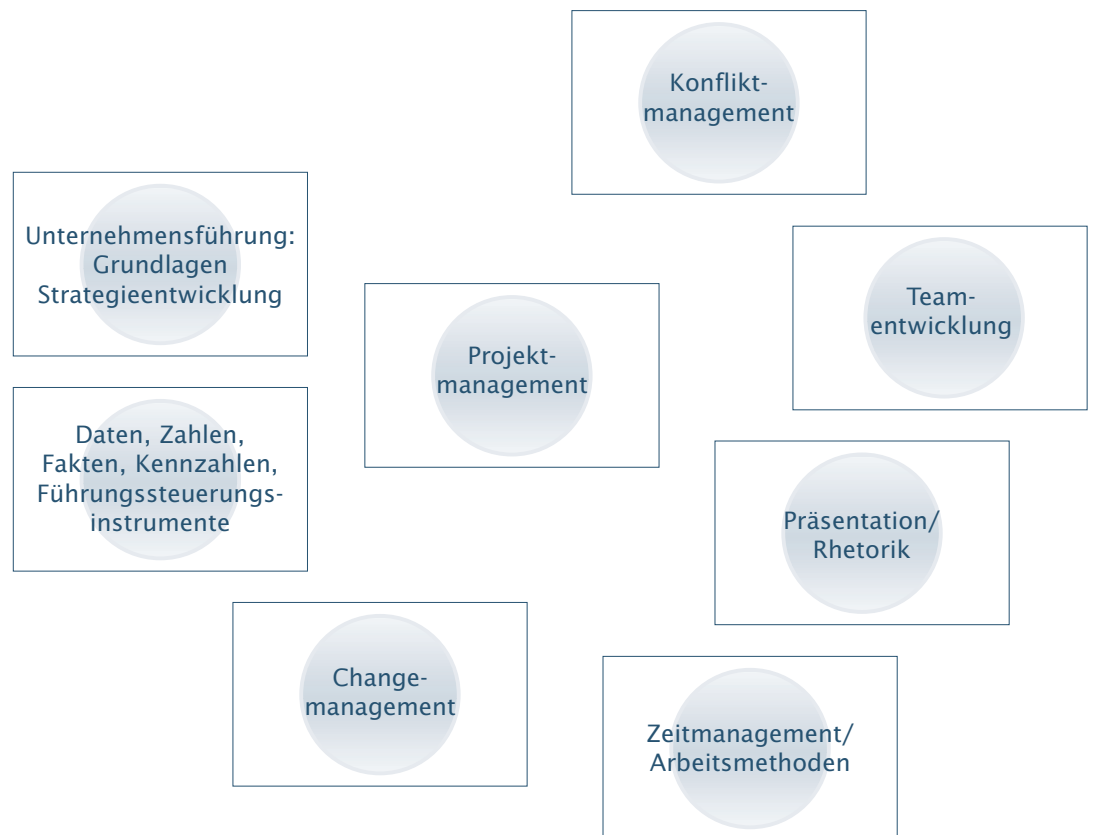 Konflikt-
management
Unternehmensführung:
Grundlagen
Strategieentwicklung
Team-
entwicklung
Projekt-
management
Daten, Zahlen,
Fakten, Kennzahlen,
Führungssteuerungs-
instrumente
Präsentation/
Rhetorik
Change-
management
Zeitmanagement/
Arbeitsmethoden